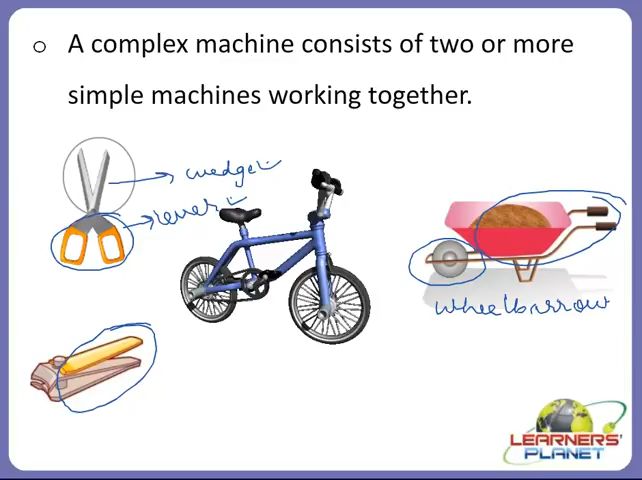 A complex machine consists of two or more
simple machines working together.
wedge
lever
wheelbarrow
LEARNERS'
PLANET